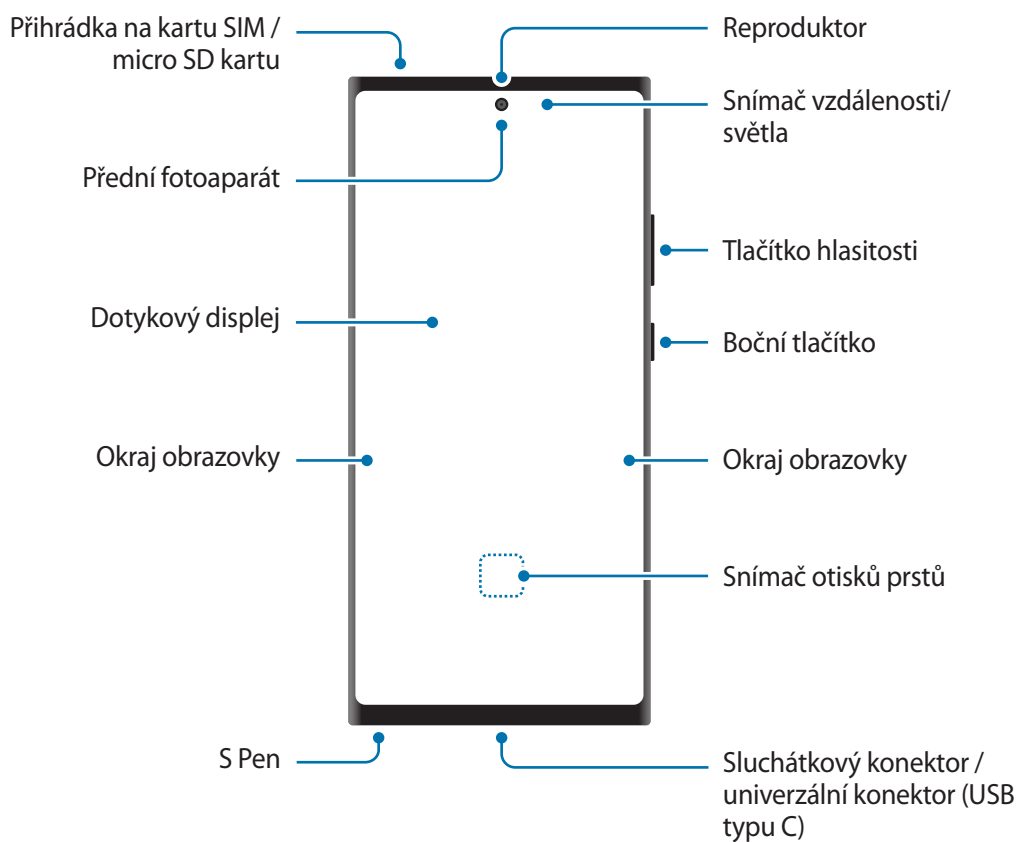 Přihrádka na kartu SIM /
micro SD kartu
Přední fotoaparát
Dotykový displej
Okraj obrazovky
S Pen
Reproduktor
Snímač vzdálenosti/
světla
Tlačítko hlasitosti
Boční tlačítko
Okraj obrazovky
Snímač otisků prstů
Sluchátkový konektor /
univerzální konektor (USB
typu C)